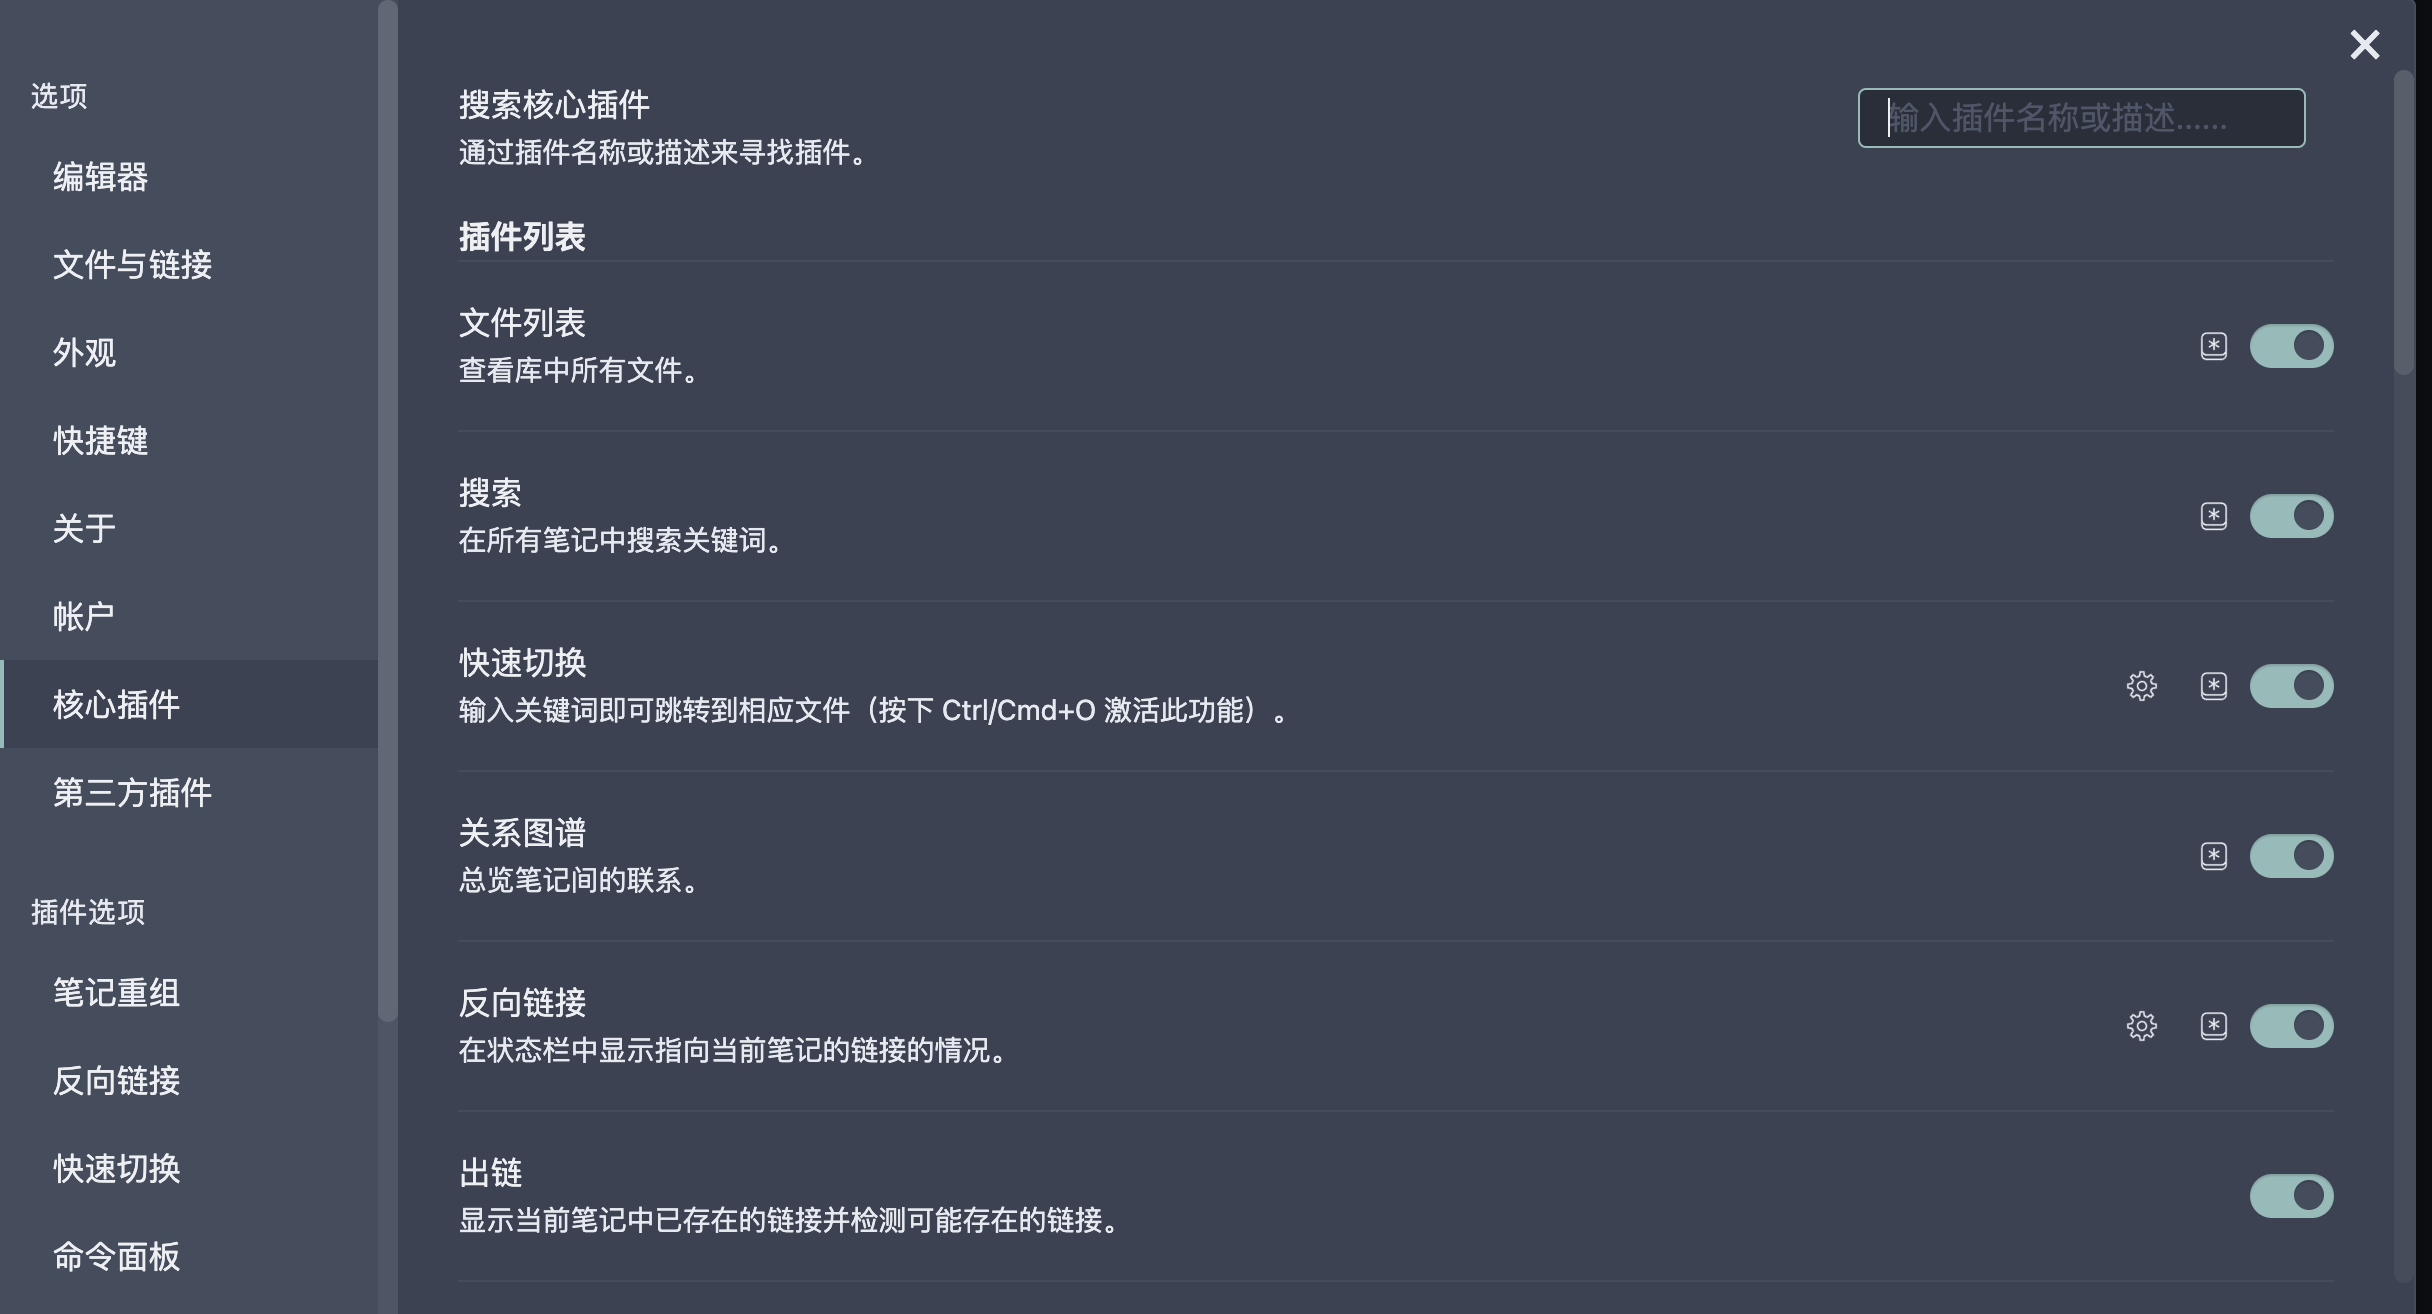 选项
编辑器
文件与链接
外观
快捷键
关于
帐户
核心插件
第三方插件
插件选项
笔记重组
反向链接
快速切换
命令面板
搜索核心插件
通过插件名称或描述来寻找插件。
输入插件名称或描述......
插件列表
文件列表
查看库中所有文件。
搜索
在所有笔记中搜索关键词。
快速切换
输入关键词即可跳转到相应文件（按下 Ctrl/Cmd+O 激活此功能）。
关系图谱
总览笔记间的联系。
反向链接
在状态栏中显示指向当前笔记的链接的情况。
出链
显示当前笔记中已存在的链接并检测可能存在的链接。